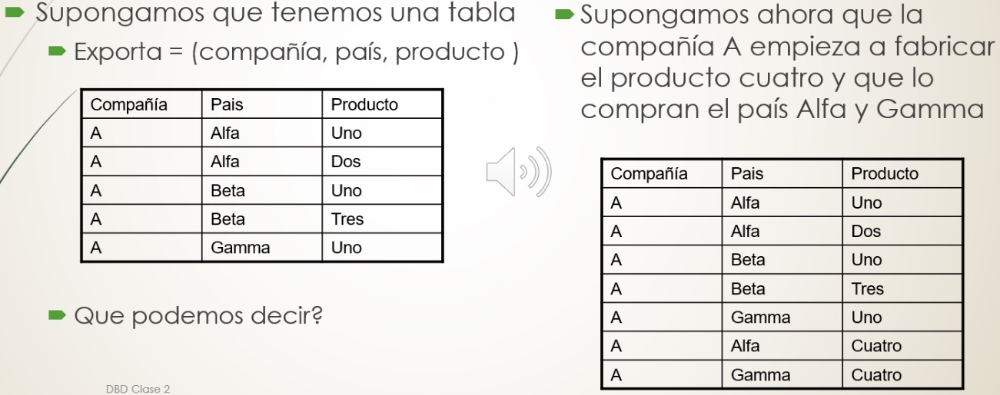 Supongamos que tenemos una tabla
Exporta = (compañía, país, producto )
Compañía Pais Producto
A Alfa Uno
A Alfa Dos
A Beta Uno
A Beta Tres
A Gamma Uno
Que podemos decir?
DBD Clase 2
Supongamos ahora que la
compañía A empieza a fabricar
el producto cuatro y que lo
compran el país Alfa y Gamma
Compañía Pais Producto
A Alfa Uno
A Alfa Dos
A Beta Uno
A Beta Tres
A Gamma Uno
A Alfa Cuatro
A Gamma Cuatro